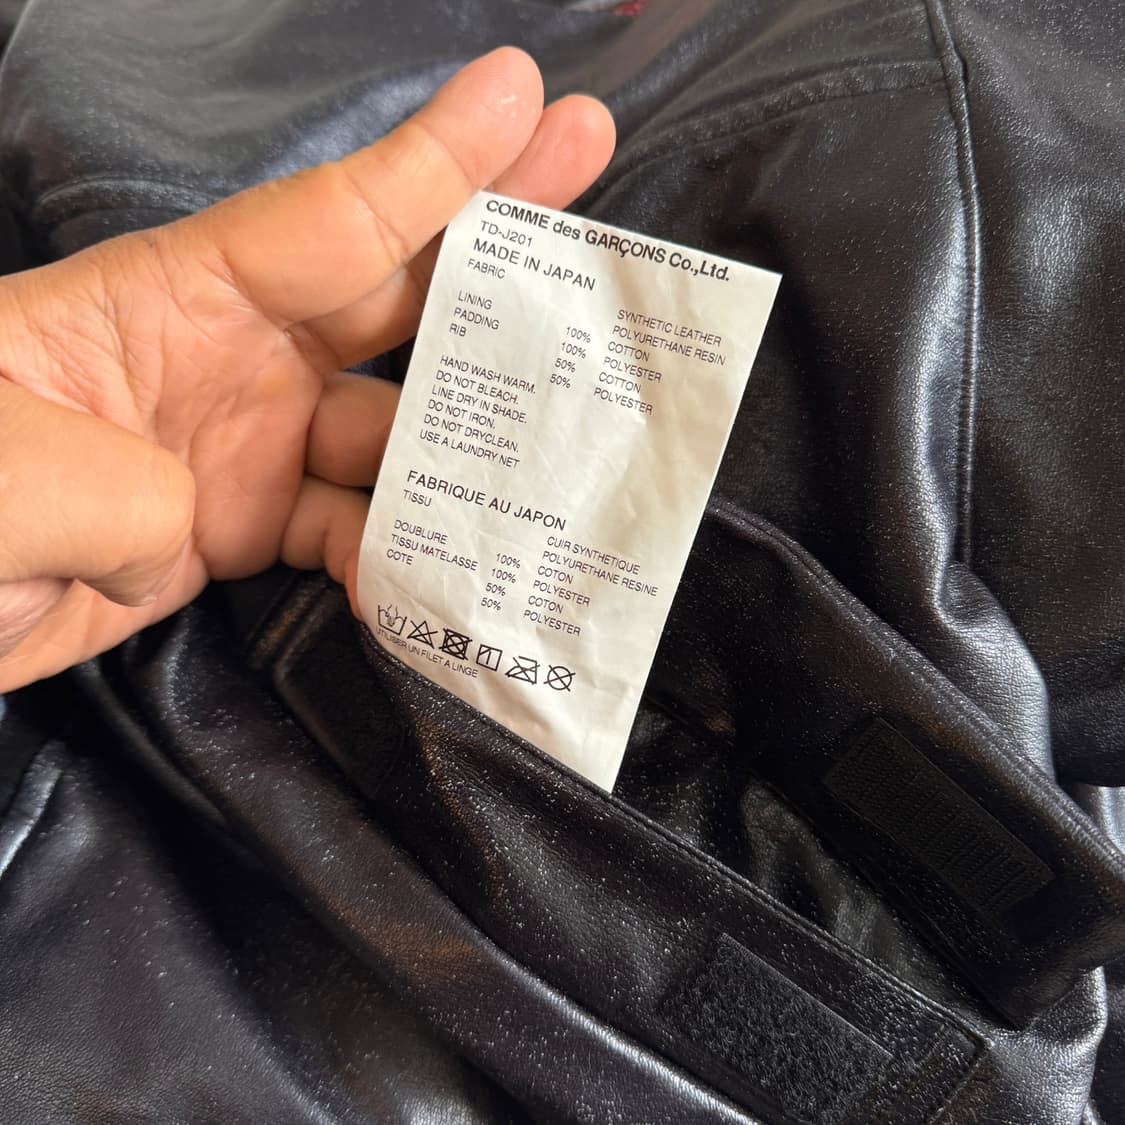 COMME des GARÇONS Co.,Ltd.
TD-J201
MADE IN JAPAN
FABRIC SYNTHETIC LEATHER
POLYURETHANE RESIN
LINING 100% COTTON
PADDING 100% POLYESTER
RIB 50% COTTON
50% POLYESTER
HAND WASH WARM.
DO NOT BLEACH.
LINE DRY IN SHADE.
DO NOT IRON.
DO NOT DRYCLEAN.
USE A LAUNDRY NET
FABRIQUE AU JAPON
TISSU CUIR SYNTHETIQUE
POLYURETHANE RESINE
DOUBLURE 100% COTON
TISSU MATELASSE 100% POLYESTER
COTE 50% COTON
50% POLYESTER
UTILISER UN FILET A LINGE